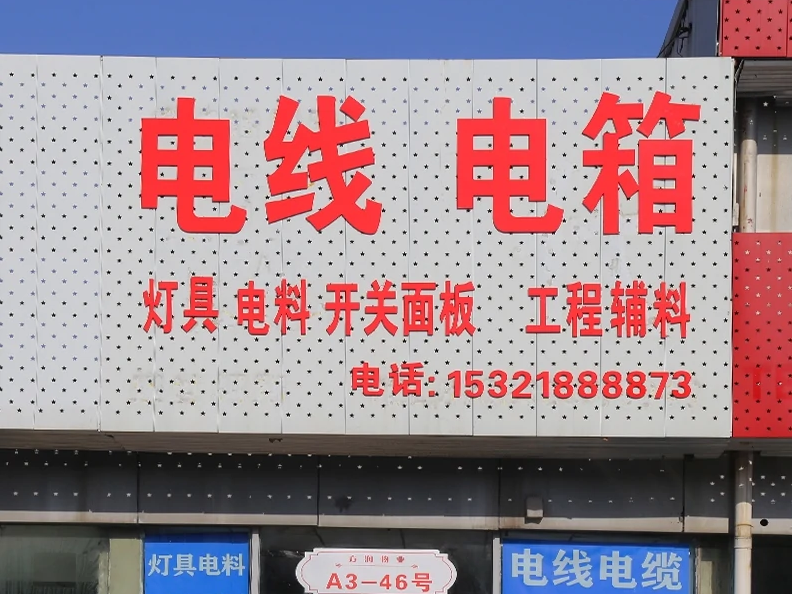 电线 电箱
灯具 电料 开关面板 工程辅料
电话: 15321888873
灯具电料
A3-46号
电线电缆